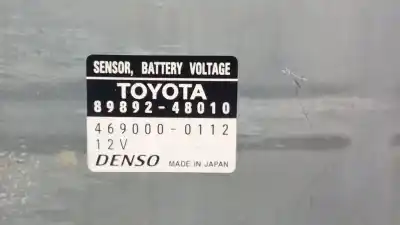 SENSOR, BATTERY VOLTAGE
TOYOTA
89892-48010
469000-0112
12V
DENSO MADE IN JAPAN